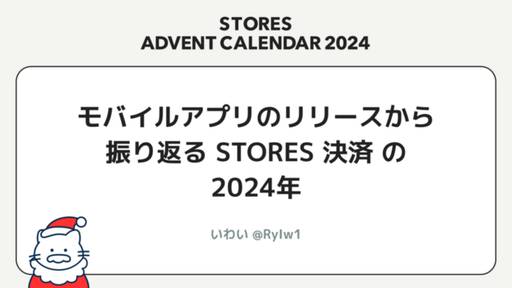 STORES
ADVENT CALENDAR 2024
モバイルアプリのリリースから
振り返る STORES 決済 の
2024年
いわい @RyIw1